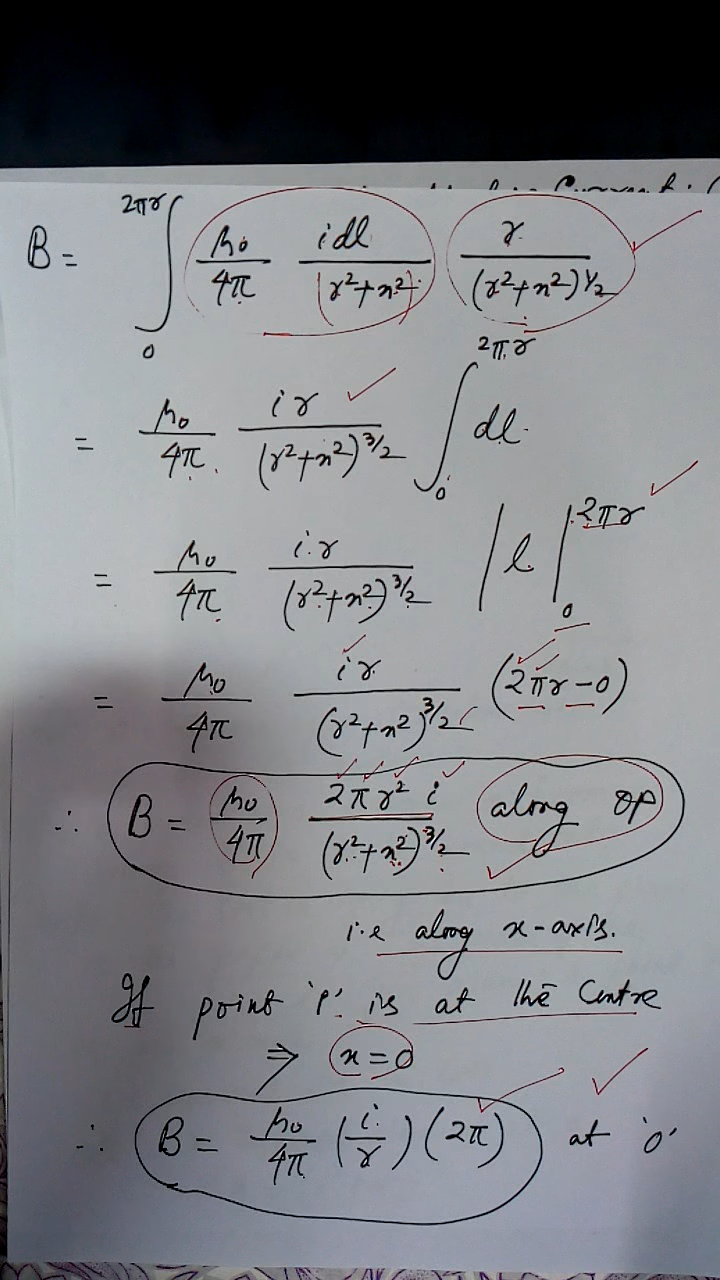 B = ∫₀^{2πr} μ₀/4π idl/(r²+x²) r/(r²+x²)^{1/2}
= μ₀/4π ir/(r²+x²)^{3/2} ∫₀^{2πr} dl.
= μ₀/4π i.r/(r²+x²)^{3/2} |l|₀^{2πr}
= μ₀/4π ir/(r²+x²)^{3/2} (2πr-0)
∴ B = μ₀/4π 2πr² i/(r²+x²)^{3/2} along OP
i.e along x-axis.
If point 'P' is at the Centre
⇒ x=0
∴ B = μ₀/4π (i/r) (2π) at 'O'